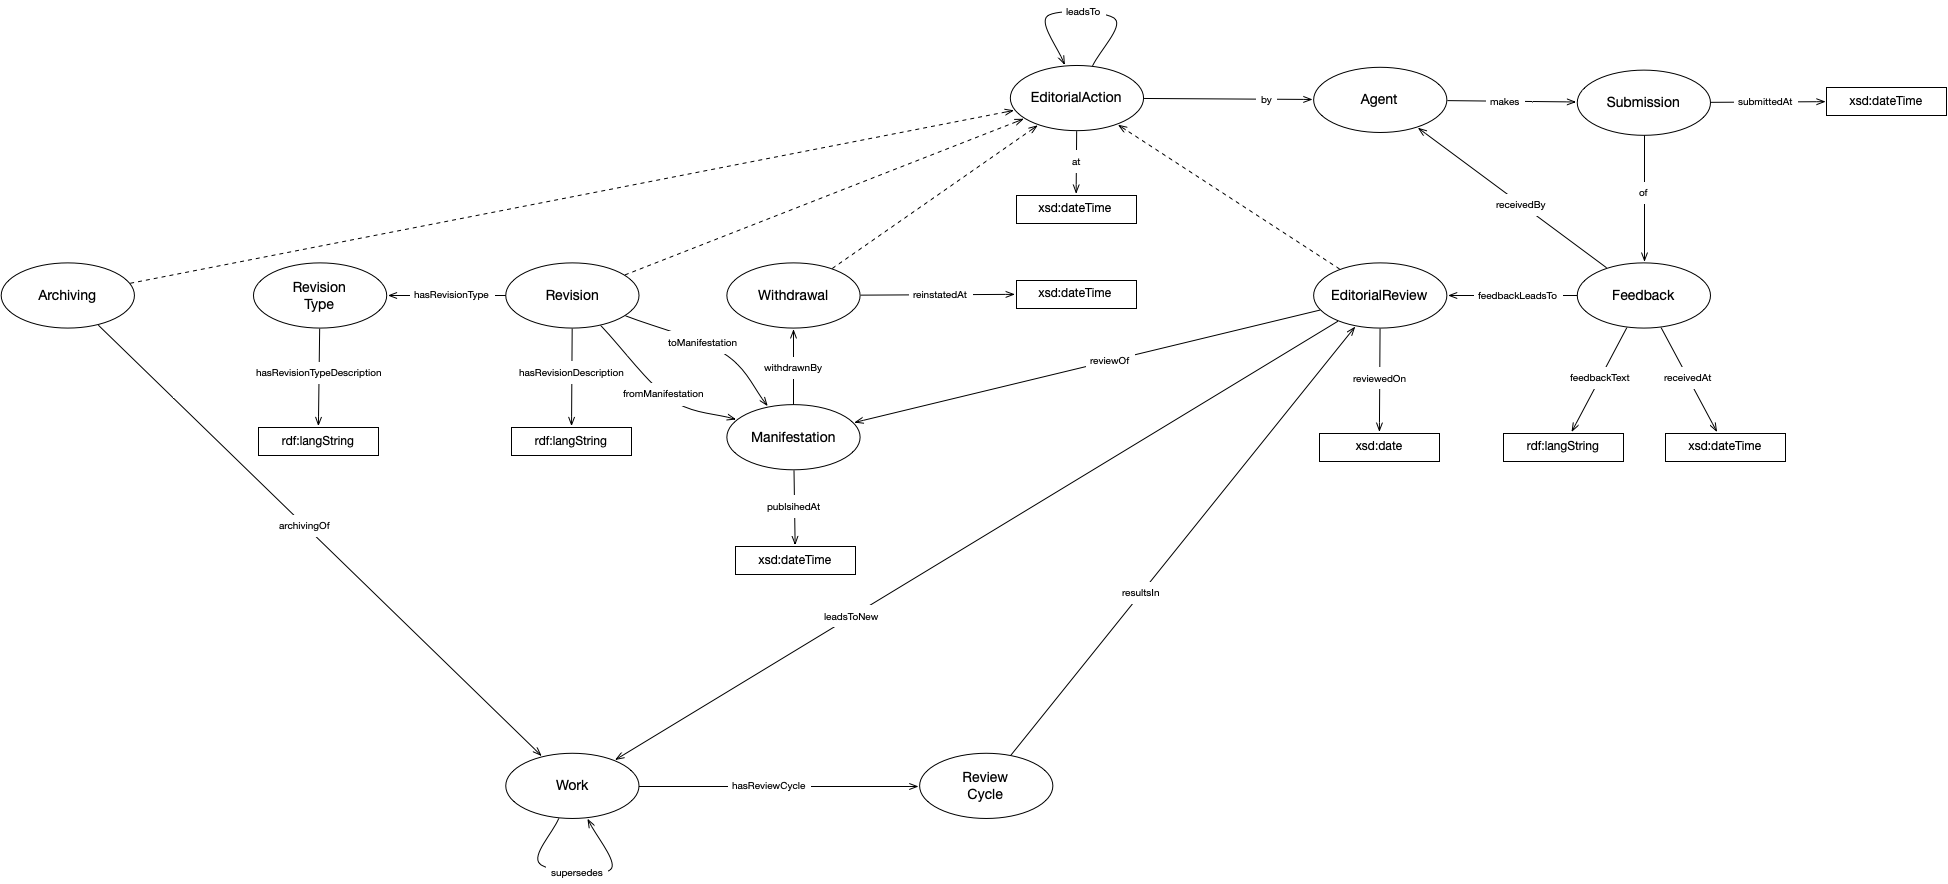 leadsTo
EditorialAction
by
Agent
makes
Submission
submittedAt
xsd:dateTime
at
xsd:dateTime
of
receivedBy
Archiving
Revision
Type
hasRevisionType
Revision
Withdrawal
reinstatedAt
xsd:dateTime
EditorialReview
feedbackLeadsTo
Feedback
toManifestation
hasRevisionTypeDescription
hasRevisionDescription
withdrawnBy
reviewOf
reviewedOn
feedbackText
receivedAt
fromManifestation
rdf:langString
rdf:langString
Manifestation
xsd:date
rdf:langString
xsd:dateTime
publsihedAt
archivingOf
xsd:dateTime
resultsIn
leadsToNew
Work
hasReviewCycle
Review
Cycle
supersedes